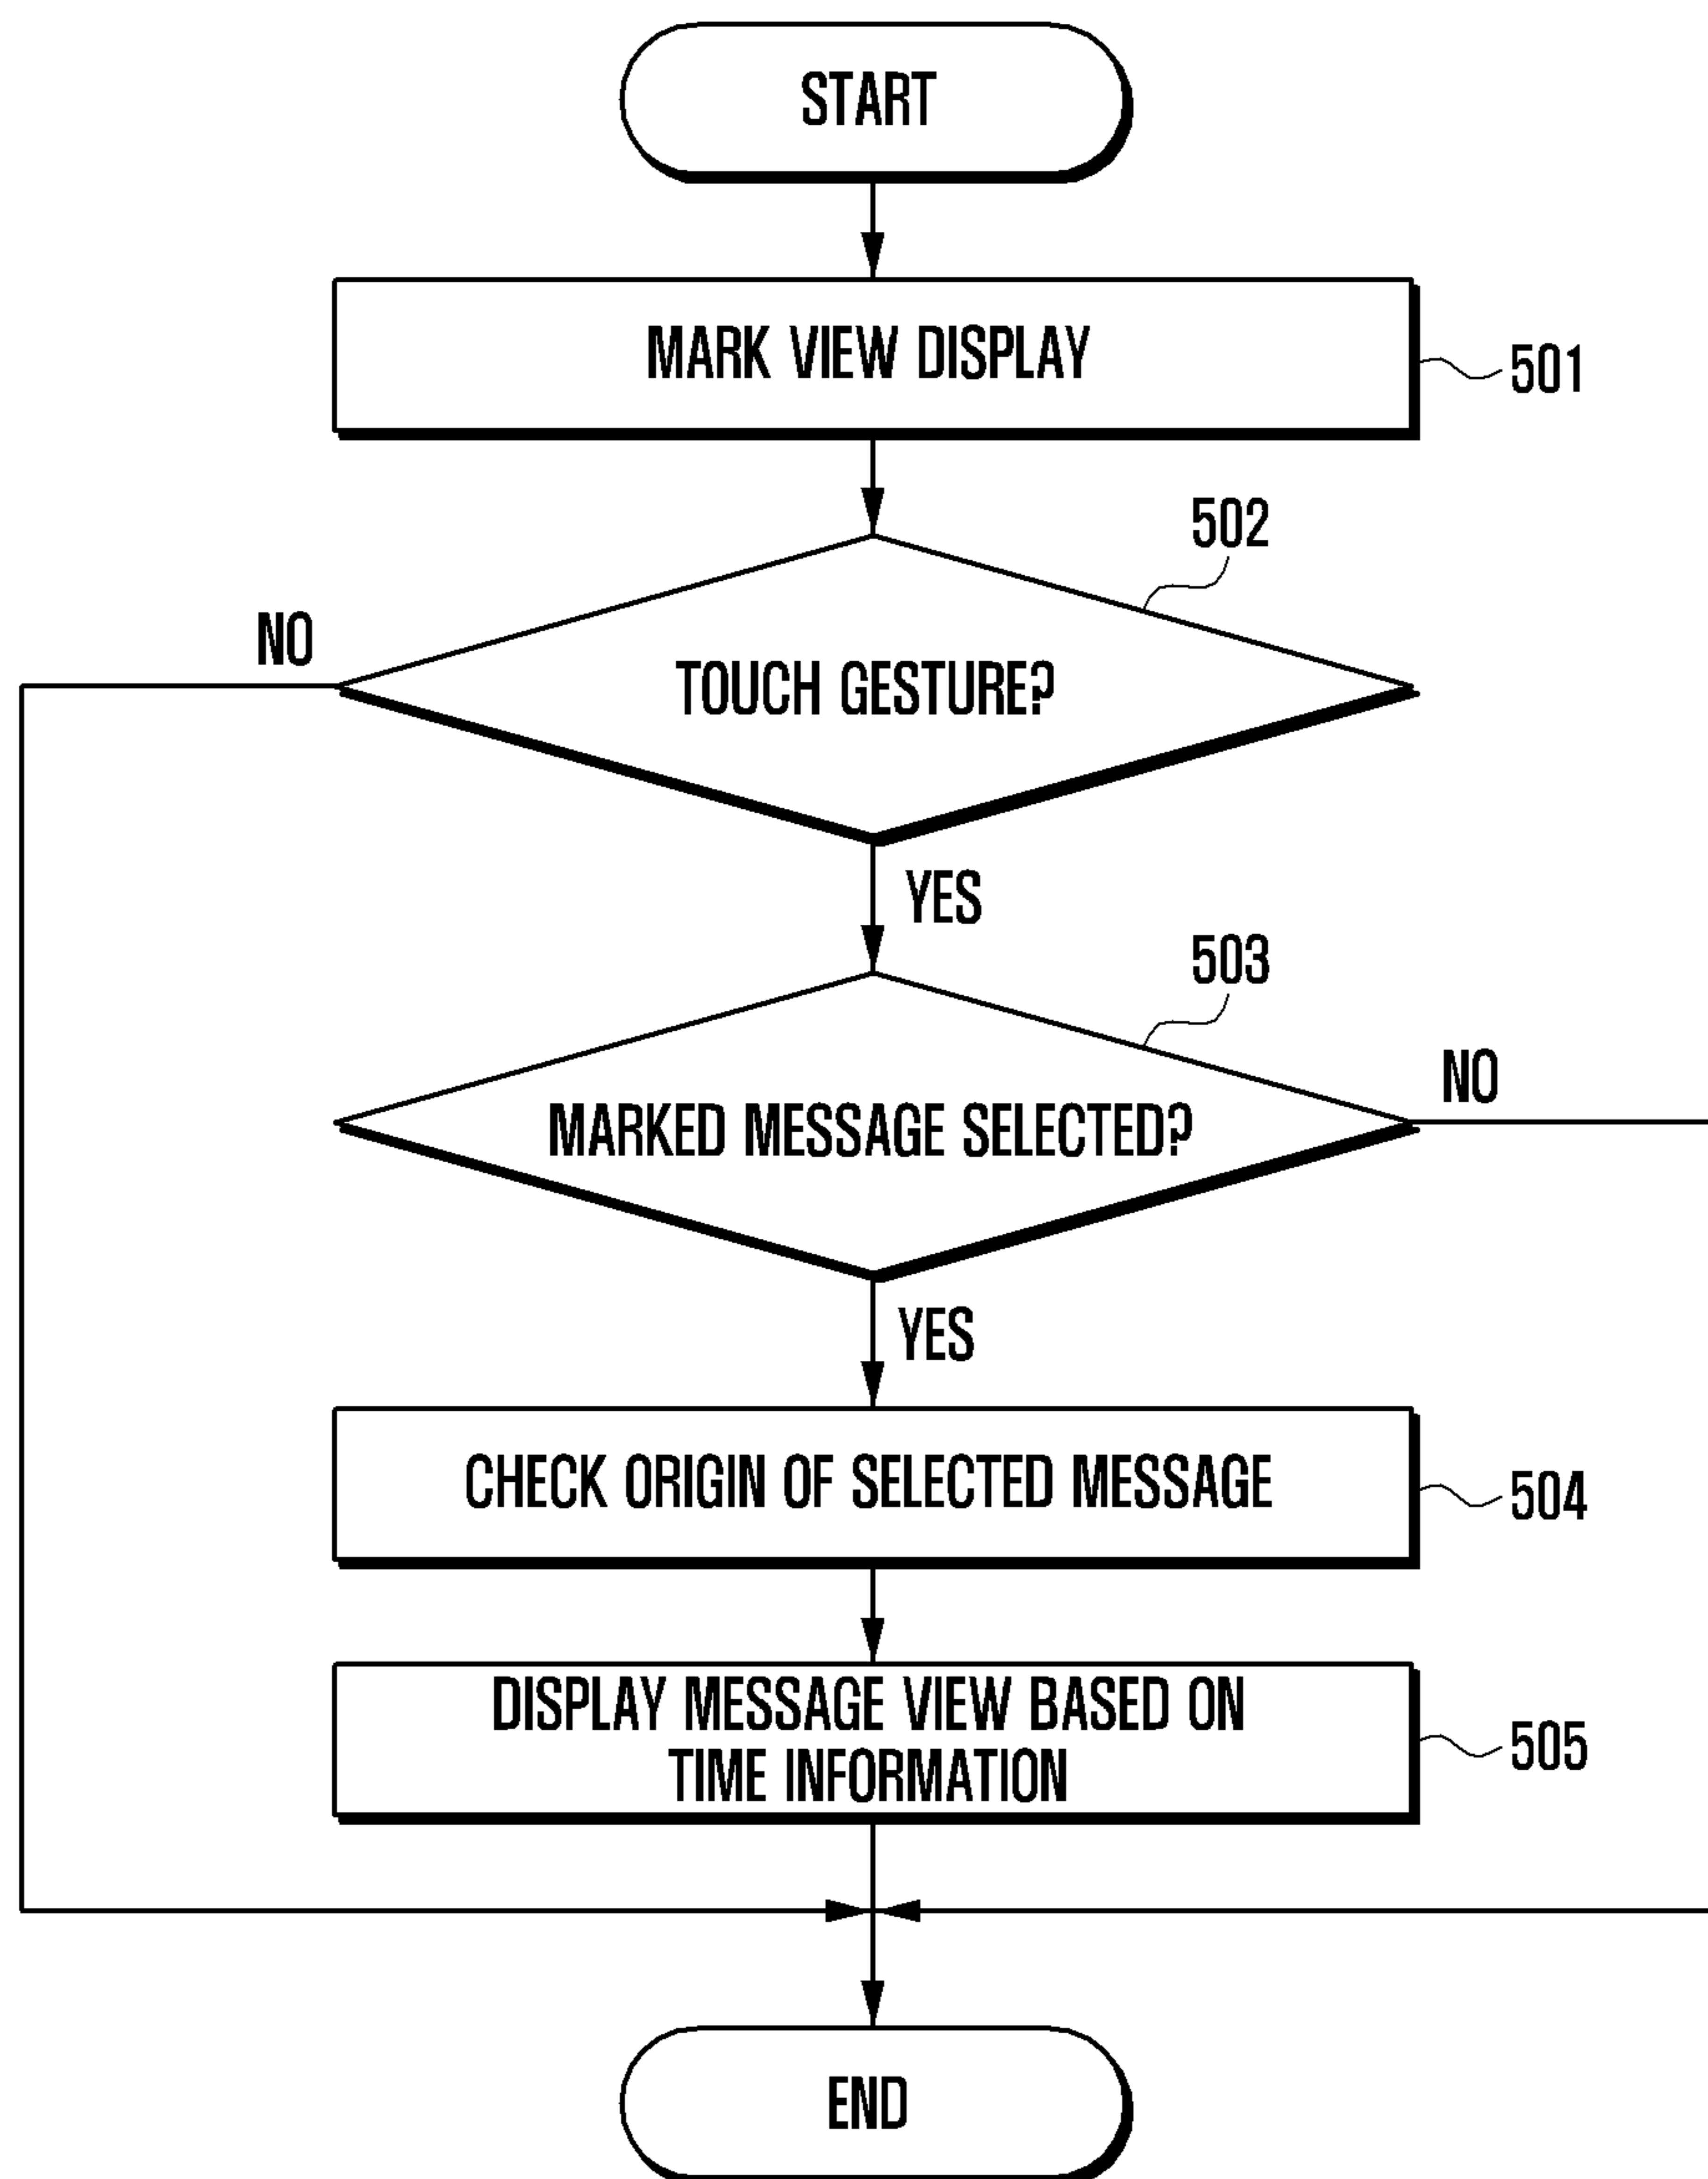 START
MARK VIEW DISPLAY
501
502
NO
TOUCH GESTURE?
YES
503
NO
MARKED MESSAGE SELECTED?
YES
CHECK ORIGIN OF SELECTED MESSAGE
504
DISPLAY MESSAGE VIEW BASED ON
TIME INFORMATION
505
END